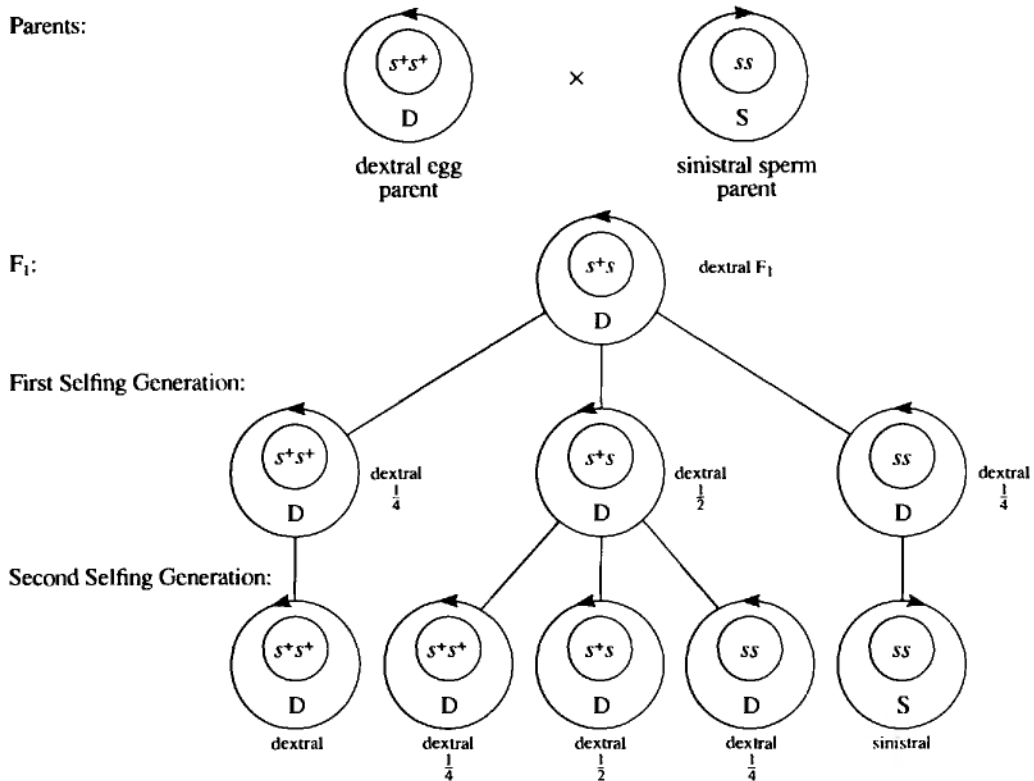 Parents:
s⁺s⁺ ss
×
D S
dextral egg sinistral sperm
parent parent
F₁: s⁺s dextral F₁
D
First Selfing Generation:
s⁺s⁺ s⁺s ss
dextral dextral dextral
1/4 1/2 1/4
D D D
Second Selfing Generation:
s⁺s⁺ s⁺s⁺ s⁺s ss ss
D D D D S
dextral dextral dextral dextral sinistral
1/4 1/2 1/4